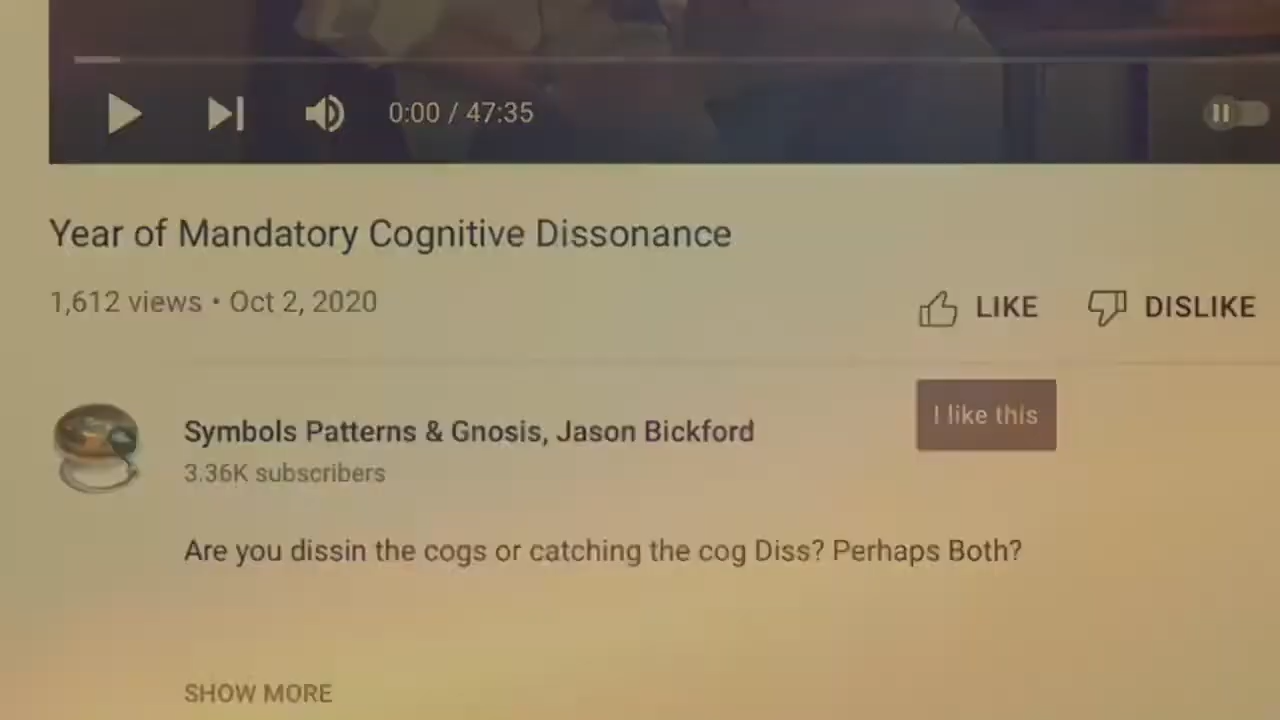 0:00 / 47:35
Year of Mandatory Cognitive Dissonance
1,612 views • Oct 2, 2020
LIKE DISLIKE
I like this
Symbols Patterns & Gnosis, Jason Bickford
3.36K subscribers
Are you dissin the cogs or catching the cog Diss? Perhaps Both?
SHOW MORE